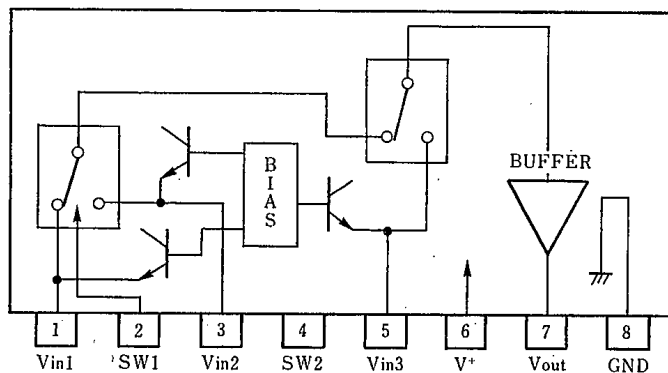 BIAS
BUFFER
1 2 3 4 5 6 7 8
Vin1 SW1 Vin2 SW2 Vin3 V+ Vout GND